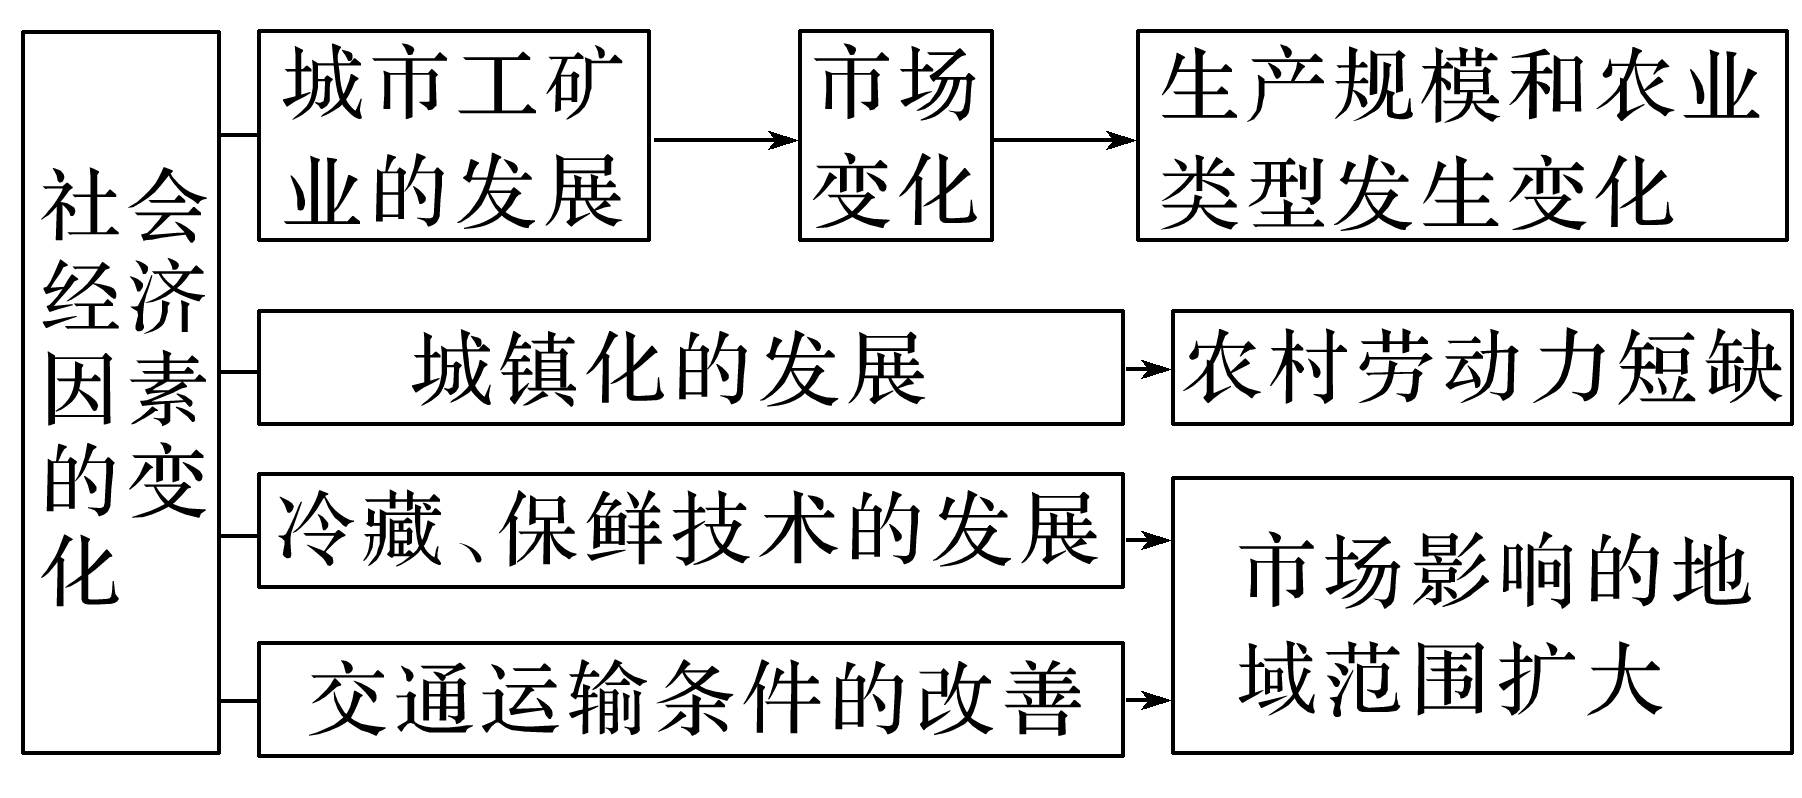 社会
经济
因素
的变
化
城市工矿
业的发展
市场
变化
生产规模和农业
类型发生变化
城镇化的发展
农村劳动力短缺
冷藏、保鲜技术的发展
交通运输条件的改善
市场影响的地
域范围扩大